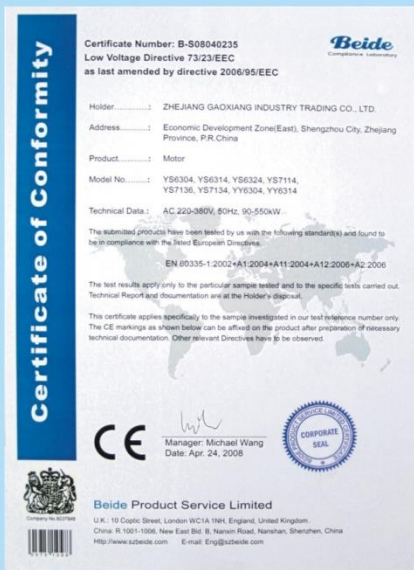 Certificate of Conformity
Certificate Number: B-S08040235
Low Voltage Directive 73/23/EEC
as last amended by directive 2006/95/EEC
Beide
Compliance Laboratory
Holder............: ZHEJIANG GAOXIANG INDUSTRY TRADING CO., LTD.
Address..........: Economic Development Zone(East), Shengzhou City, Zhejiang
Province, P.R.China
Product..........: Motor
Model No.......: YS6304, YS6314, YS6324, YS7114,
YS7136, YS7134, YY6304, YY6314
Technical Data.: AC 220-380V, 50Hz, 90-550kW
The submitted products have been tested by us with the following standard(s) and found to
be in compliance with the listed European Directives.
EN 60335-1:2002+A1:2004+A11:2004+A12:2006+A2:2006
The test results apply only to the particular sample tested and to the specific tests carried out.
Technical Report and documentation are at the Holder's disposal.
This certificate applies specifically to the sample investigated in our test reference number only.
The CE markings as shown below can be affixed on the product after preparation of necessary
technical documentation. Other relevant Directives have to be observed.
CE
Manager: Michael Wang
Date: Apr. 24, 2008
CORPORATE
SEAL
Beide Product Service Limited
U.K.: 10 Coptic Street, London WC1A 1NH, England, United Kingdom
China: R.1001-1006, New East Bld. B, Nanxin Road, Nanshan, Shenzhen, China
Http://www.szbeide.com E-mail: Eng@szbeide.com